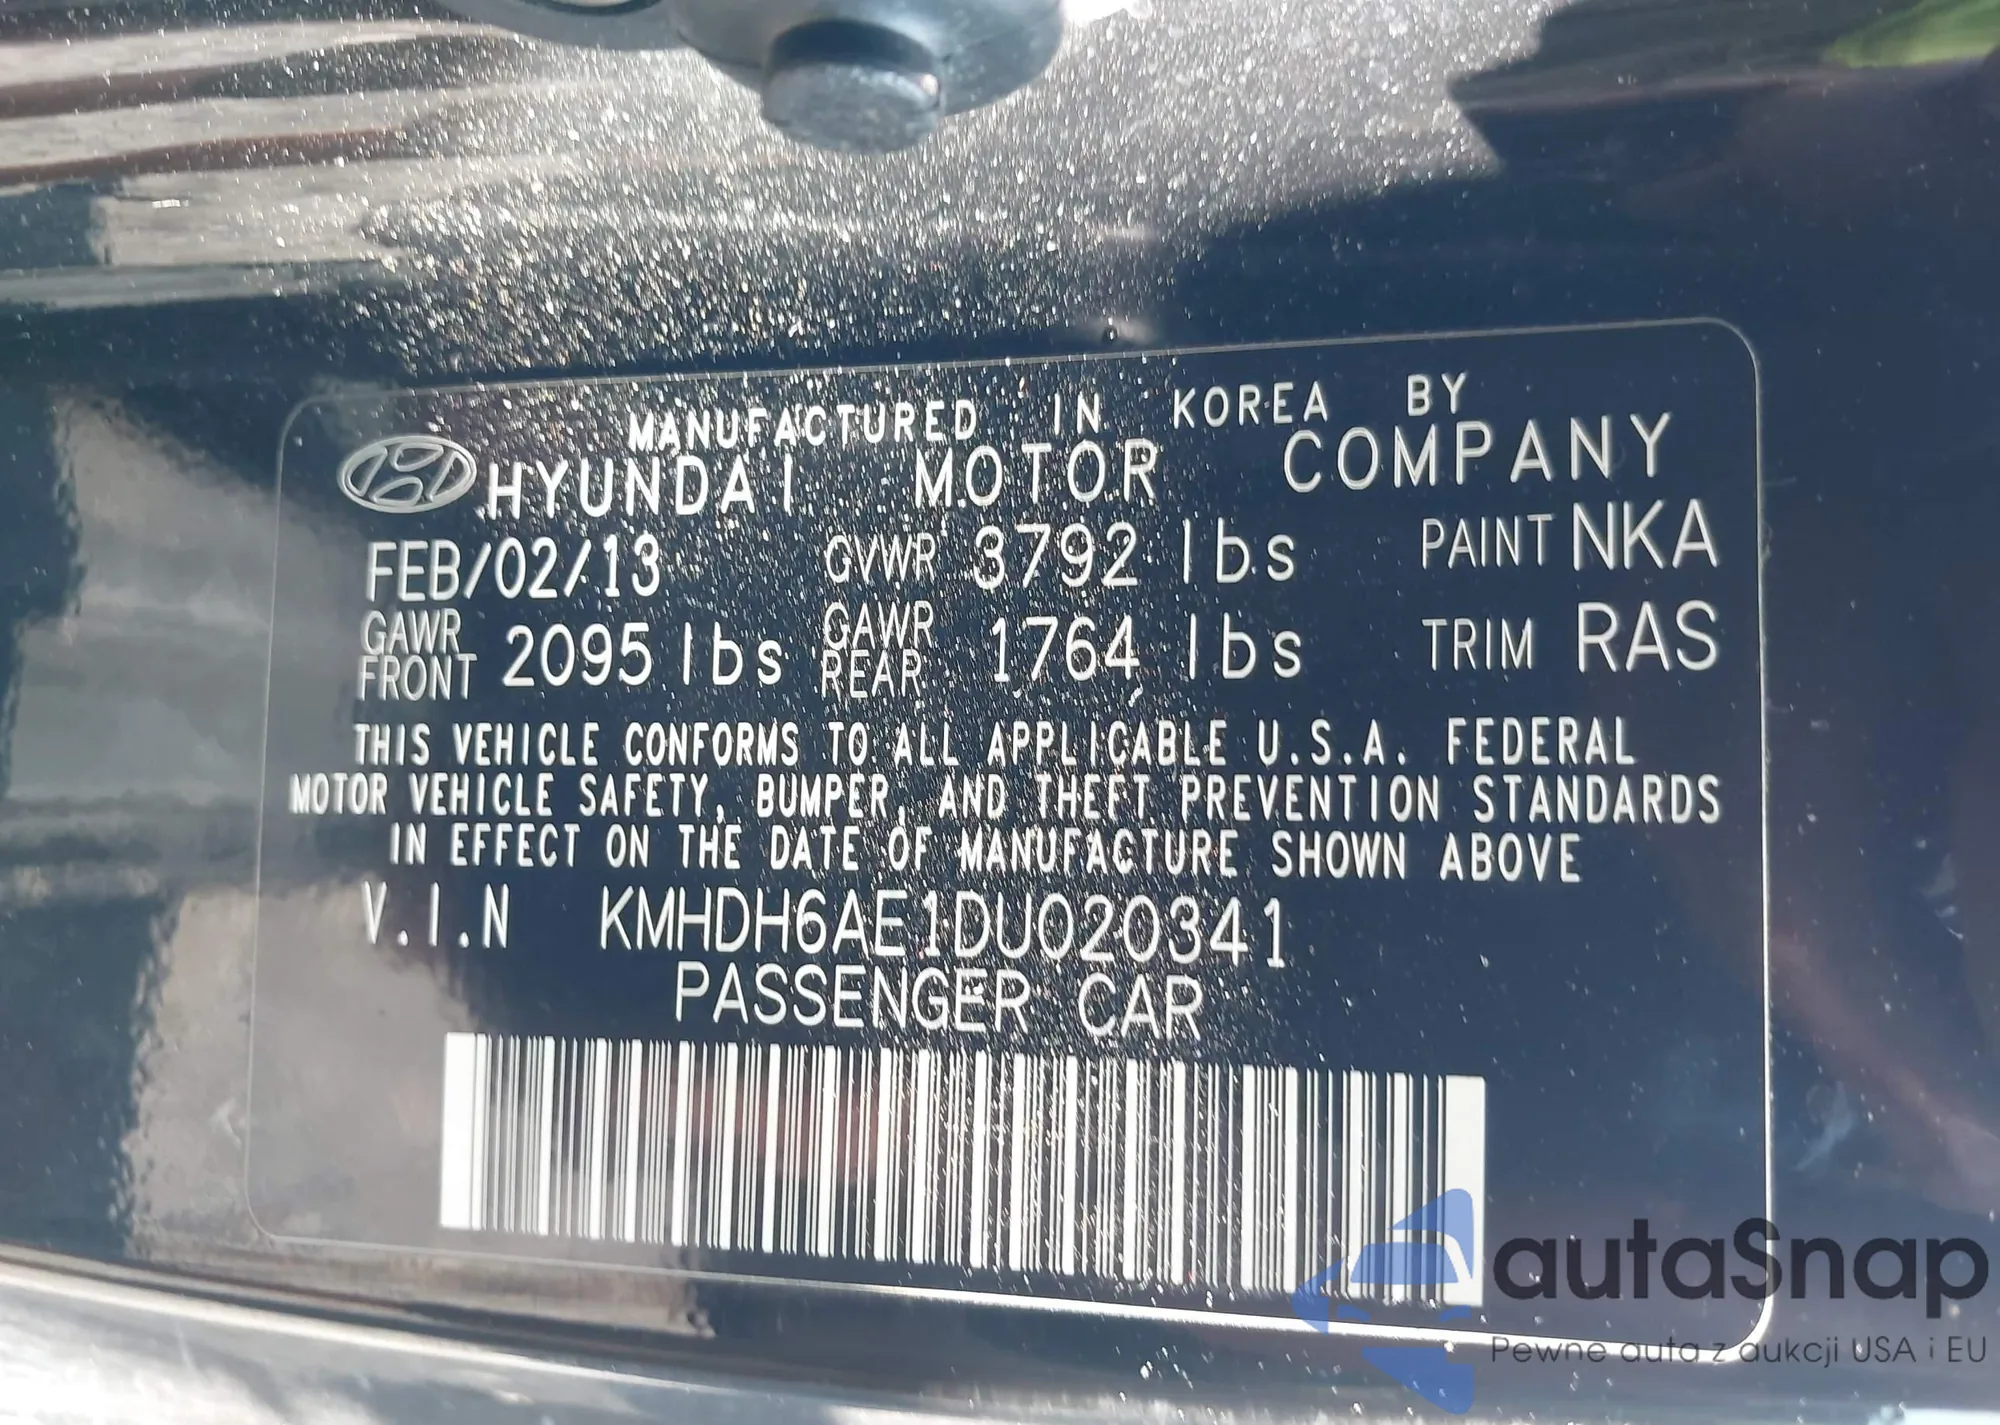 MANUFACTURED IN KOREA BY
HYUNDAI MOTOR COMPANY
FEB/02/13 GVWR 3792 lbs PAINT NKA
GAWR FRONT 2095 lbs GAWR REAR 1764 lbs TRIM RAS
THIS VEHICLE CONFORMS TO ALL APPLICABLE U.S.A. FEDERAL
MOTOR VEHICLE SAFETY, BUMPER, AND THEFT PREVENTION STANDARDS
IN EFFECT ON THE DATE OF MANUFACTURE SHOWN ABOVE
V.I.N KMHDH6AE1DU020341
PASSENGER CAR
autaSnap
Pewne auta z aukcji USA i EU